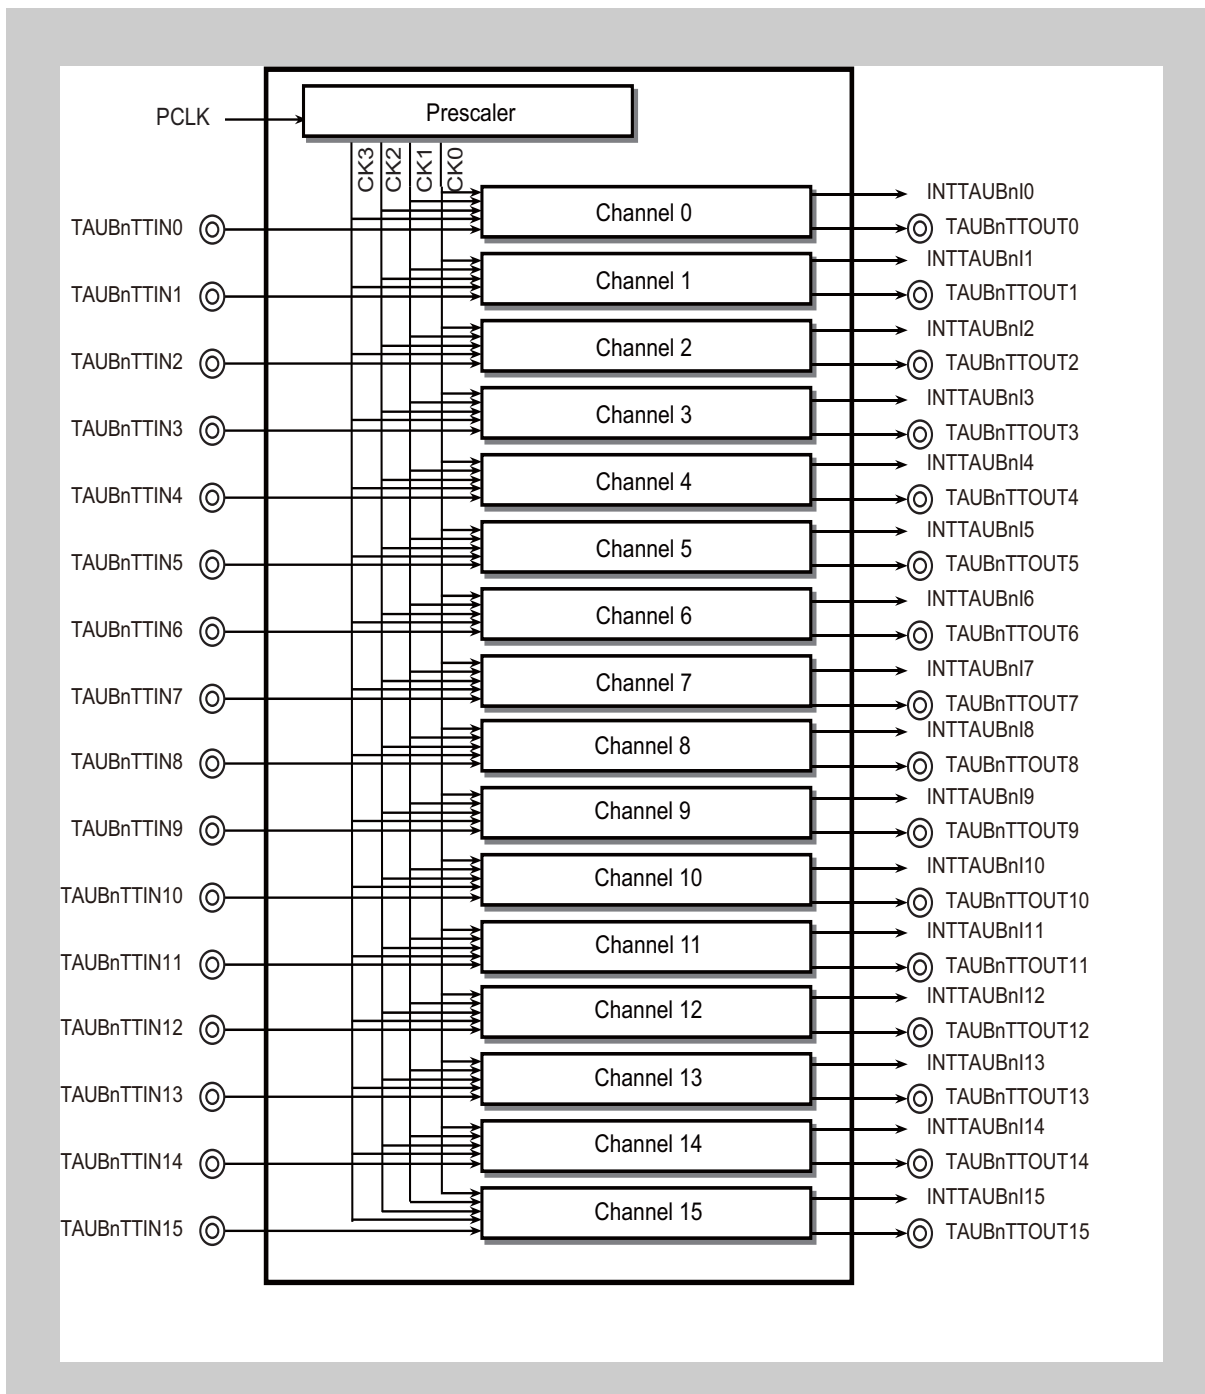 PCLK
Prescaler
CK3
CK2
CK1
CK0
TAUBnTTIN0
Channel 0
INTTAUBnI0
TAUBnTTOUT0
TAUBnTTIN1
Channel 1
INTTAUBnI1
TAUBnTTOUT1
TAUBnTTIN2
Channel 2
INTTAUBnI2
TAUBnTTOUT2
TAUBnTTIN3
Channel 3
INTTAUBnI3
TAUBnTTOUT3
TAUBnTTIN4
Channel 4
INTTAUBnI4
TAUBnTTOUT4
TAUBnTTIN5
Channel 5
INTTAUBnI5
TAUBnTTOUT5
TAUBnTTIN6
Channel 6
INTTAUBnI6
TAUBnTTOUT6
TAUBnTTIN7
Channel 7
INTTAUBnI7
TAUBnTTOUT7
TAUBnTTIN8
Channel 8
INTTAUBnI8
TAUBnTTOUT8
TAUBnTTIN9
Channel 9
INTTAUBnI9
TAUBnTTOUT9
TAUBnTTIN10
Channel 10
INTTAUBnI10
TAUBnTTOUT10
TAUBnTTIN11
Channel 11
INTTAUBnI11
TAUBnTTOUT11
TAUBnTTIN12
Channel 12
INTTAUBnI12
TAUBnTTOUT12
TAUBnTTIN13
Channel 13
INTTAUBnI13
TAUBnTTOUT13
TAUBnTTIN14
Channel 14
INTTAUBnI14
TAUBnTTOUT14
TAUBnTTIN15
Channel 15
INTTAUBnI15
TAUBnTTOUT15